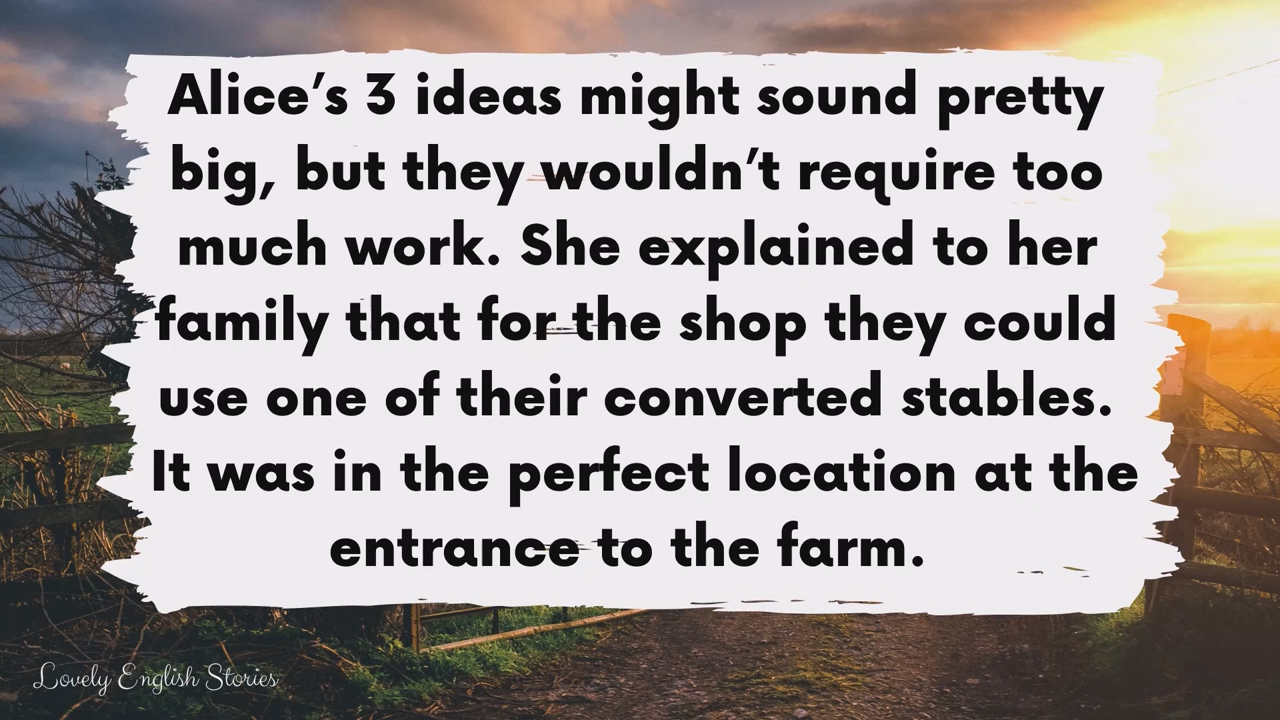 Alice’s 3 ideas might sound pretty
big, but they wouldn’t require too
much work. She explained to her
family that for the shop they could
use one of their converted stables.
It was in the perfect location at the
entrance to the farm.
Lovely English Stories